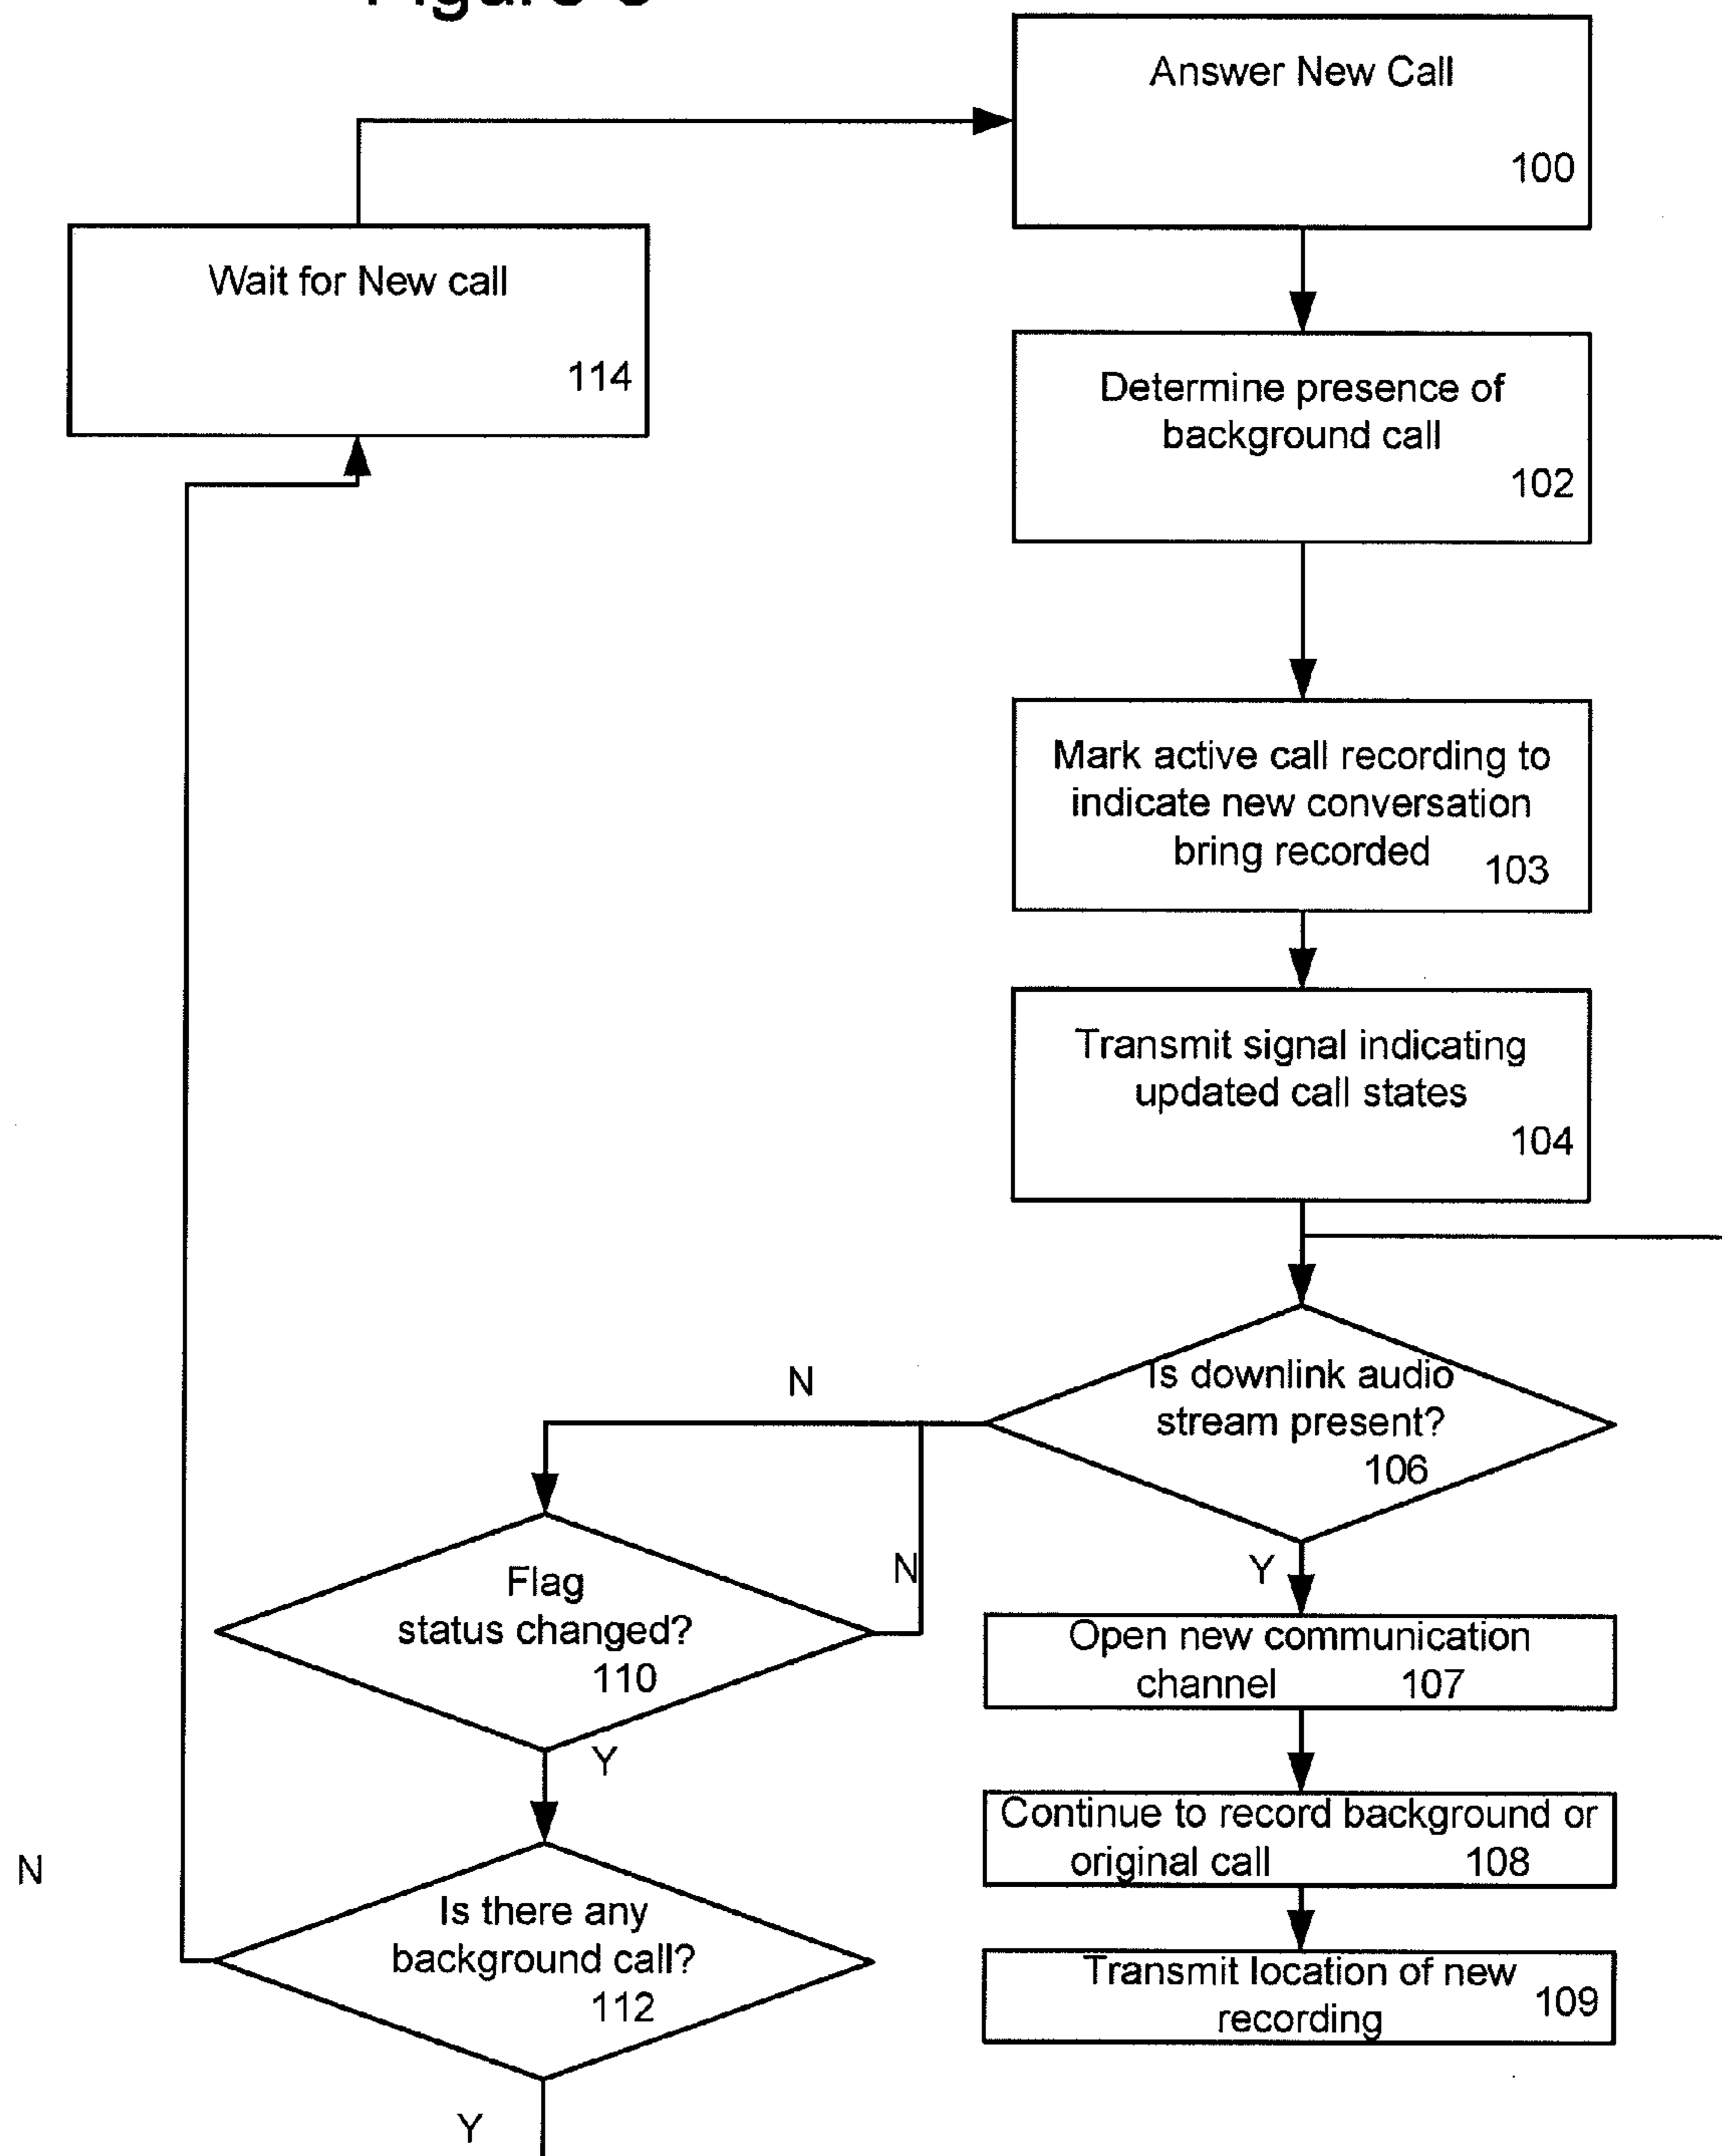 Answer New Call
100
Wait for New call
114
Determine presence of
background call
102
Mark active call recording to
indicate new conversation
bring recorded
103
Transmit signal indicating
updated call states
104
Is downlink audio
stream present?
106
N
Y
Flag
status changed?
110
N
Y
Open new communication
channel 107
Continue to record background or
original call 108
Is there any
background call?
112
N
Y
Transmit location of new
recording 109